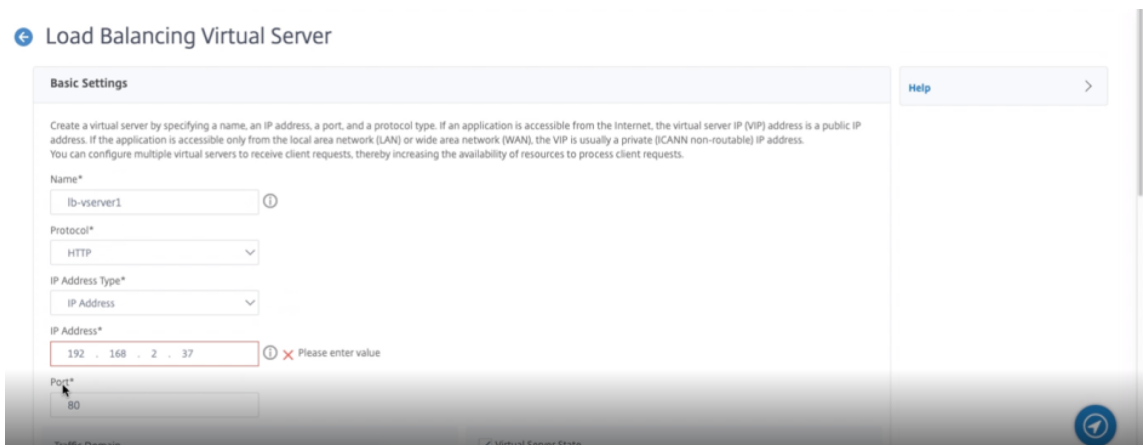 Load Balancing Virtual Server
Basic Settings
Help
Create a virtual server by specifying a name, an IP address, a port, and a protocol type. If an application is accessible from the Internet, the virtual server IP (VIP) address is a public IP
address. If the application is accessible only from the local area network (LAN) or wide area network (WAN), the VIP is usually a private (ICANN non-routable) IP address.
You can configure multiple virtual servers to receive client requests, thereby increasing the availability of resources to process client requests.
Name*
lb-vserver1
Protocol*
HTTP
IP Address Type*
IP Address
IP Address*
192 . 168 . 2 . 37
Please enter value
Port*
80
Traffic Domain
Virtual Server State